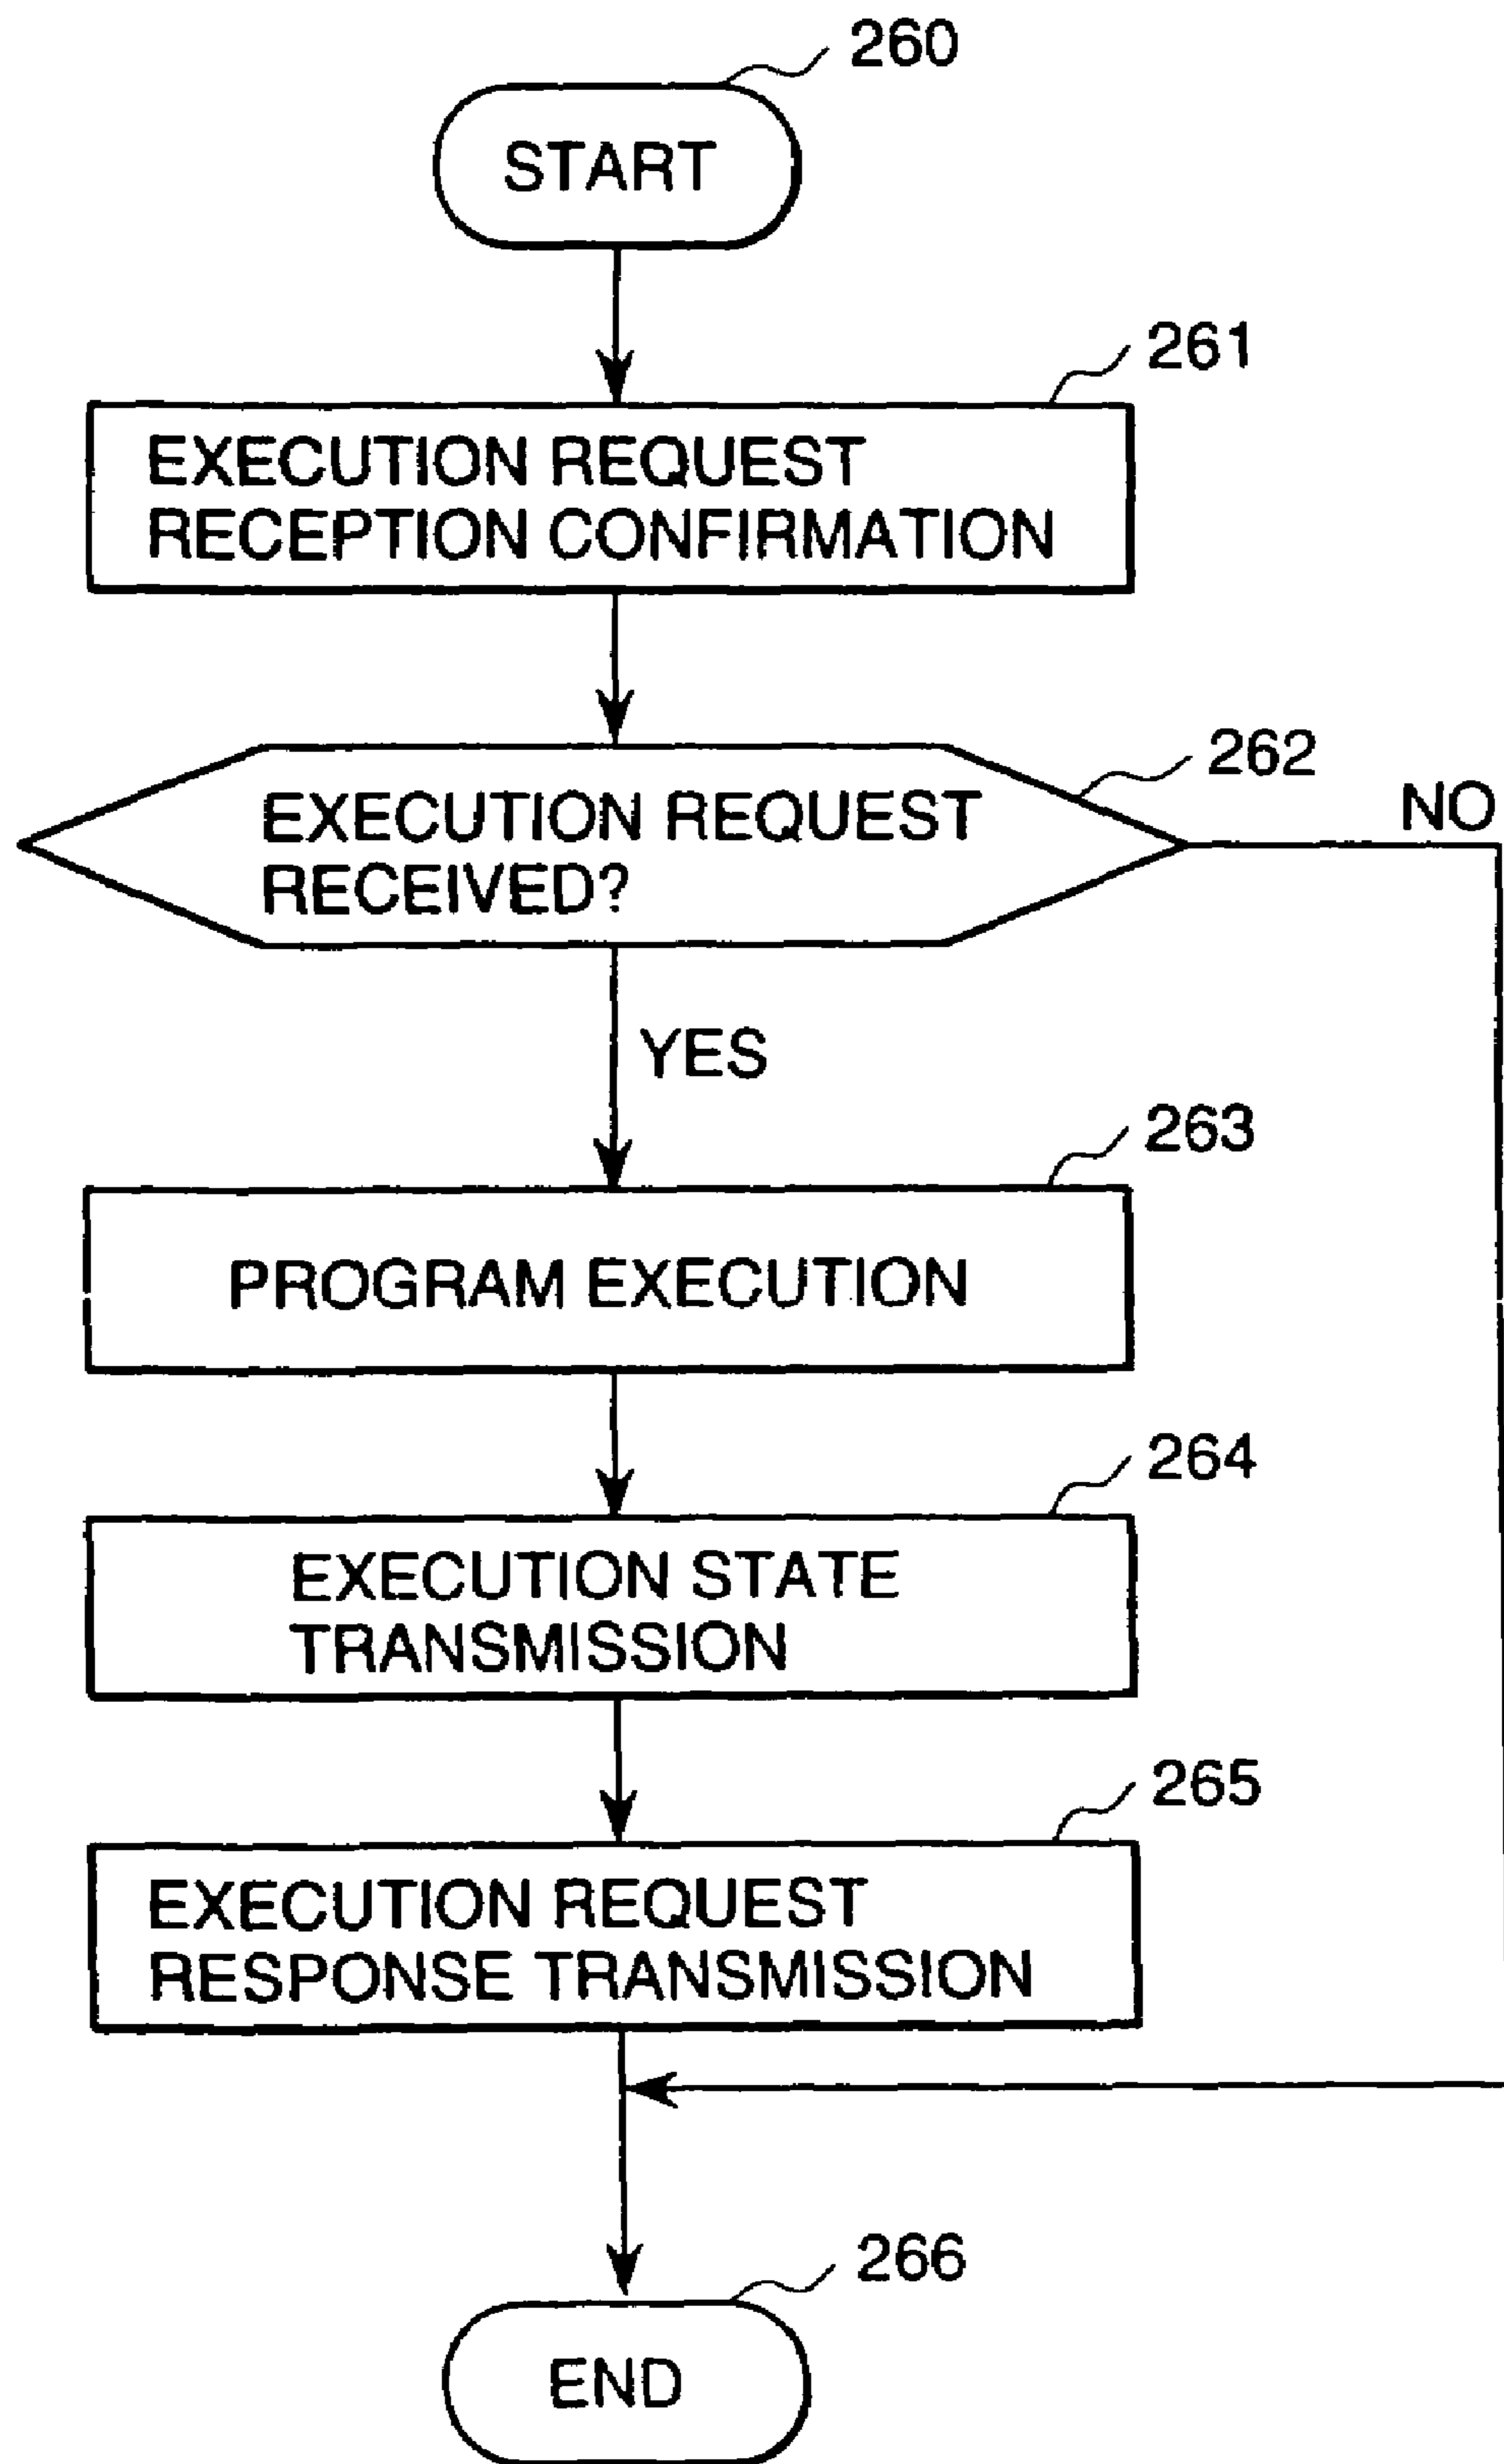 260
START
261
EXECUTION REQUEST
RECEPTION CONFIRMATION
262
NO
EXECUTION REQUEST
RECEIVED?
YES
263
PROGRAM EXECUTION
264
EXECUTION STATE
TRANSMISSION
265
EXECUTION REQUEST
RESPONSE TRANSMISSION
266
END